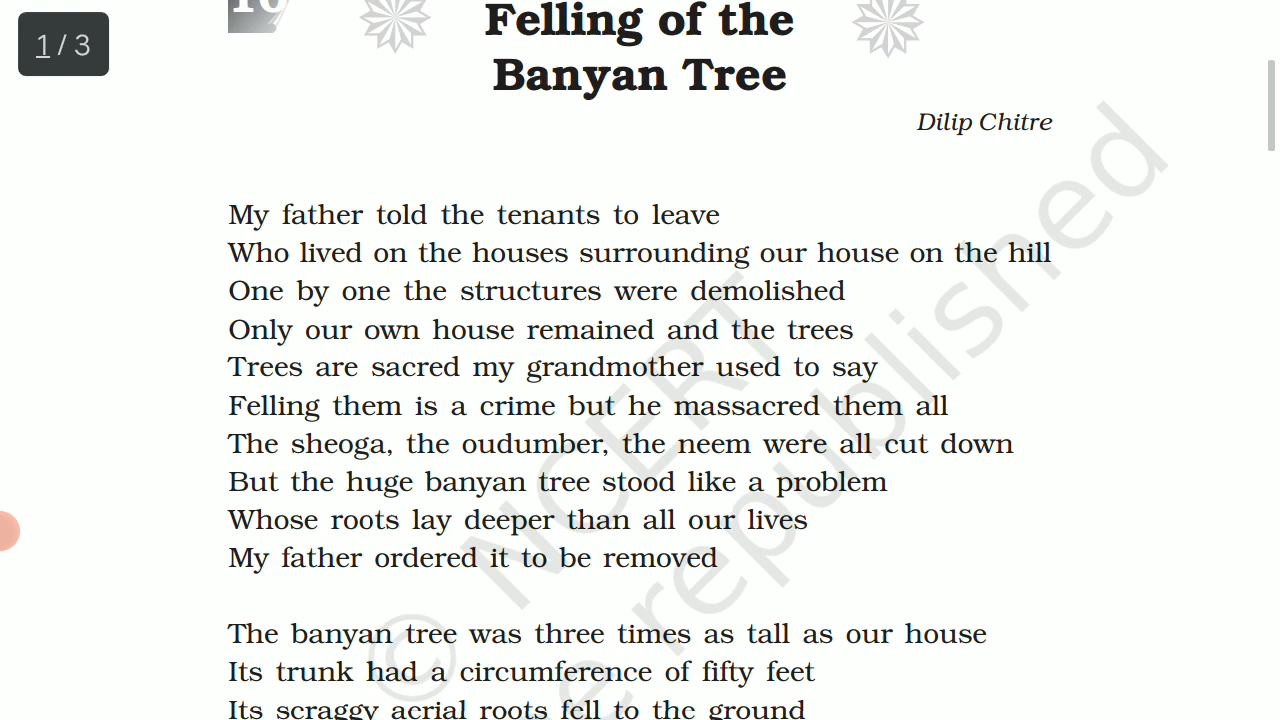 1 / 3
Felling of the
Banyan Tree
Dilip Chitre
My father told the tenants to leave
Who lived on the houses surrounding our house on the hill
One by one the structures were demolished
Only our own house remained and the trees
Trees are sacred my grandmother used to say
Felling them is a crime but he massacred them all
The sheoga, the oudumber, the neem were all cut down
But the huge banyan tree stood like a problem
Whose roots lay deeper than all our lives
My father ordered it to be removed
The banyan tree was three times as tall as our house
Its trunk had a circumference of fifty feet
Its scraggy aerial roots fell to the ground
© NCERT
republished